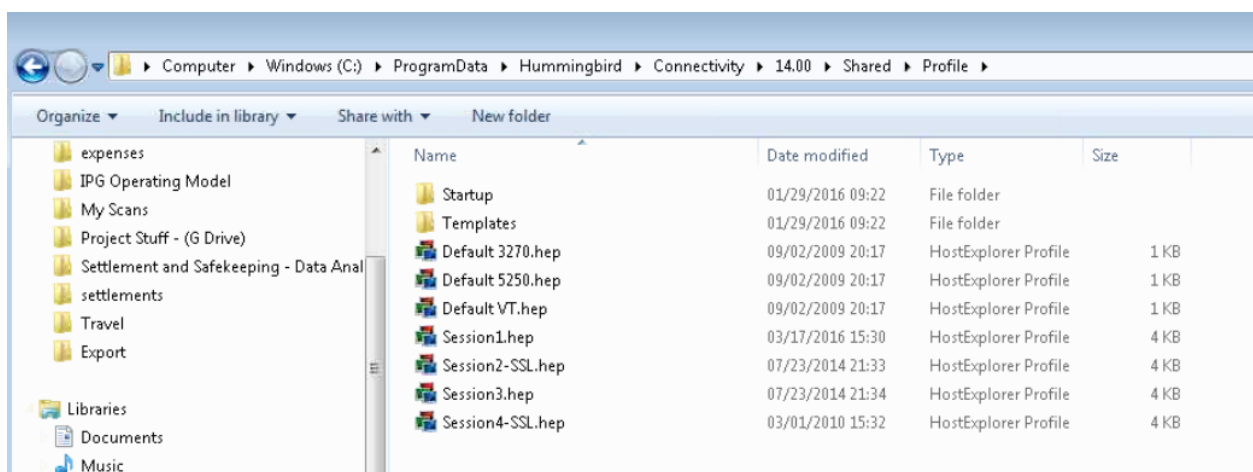 Computer Windows (C:) ProgramData Hummingbird Connectivity 14.00 Shared Profile
Organize Include in library Share with New folder
expenses
IPG Operating Model
My Scans
Project Stuff - (G Drive)
Settlement and Safekeeping - Data Anal
settlements
Travel
Export
Libraries
Documents
Music
Name Date modified Type Size
Startup 01/29/2016 09:22 File folder
Templates 01/29/2016 09:22 File folder
Default 3270.hep 09/02/2009 20:17 HostExplorer Profile 1 KB
Default 5250.hep 09/02/2009 20:17 HostExplorer Profile 1 KB
Default VT.hep 09/02/2009 20:17 HostExplorer Profile 1 KB
Session1.hep 03/17/2016 15:30 HostExplorer Profile 4 KB
Session2-SSL.hep 07/23/2014 21:33 HostExplorer Profile 4 KB
Session3.hep 07/23/2014 21:34 HostExplorer Profile 4 KB
Session4-SSL.hep 03/01/2010 15:32 HostExplorer Profile 4 KB